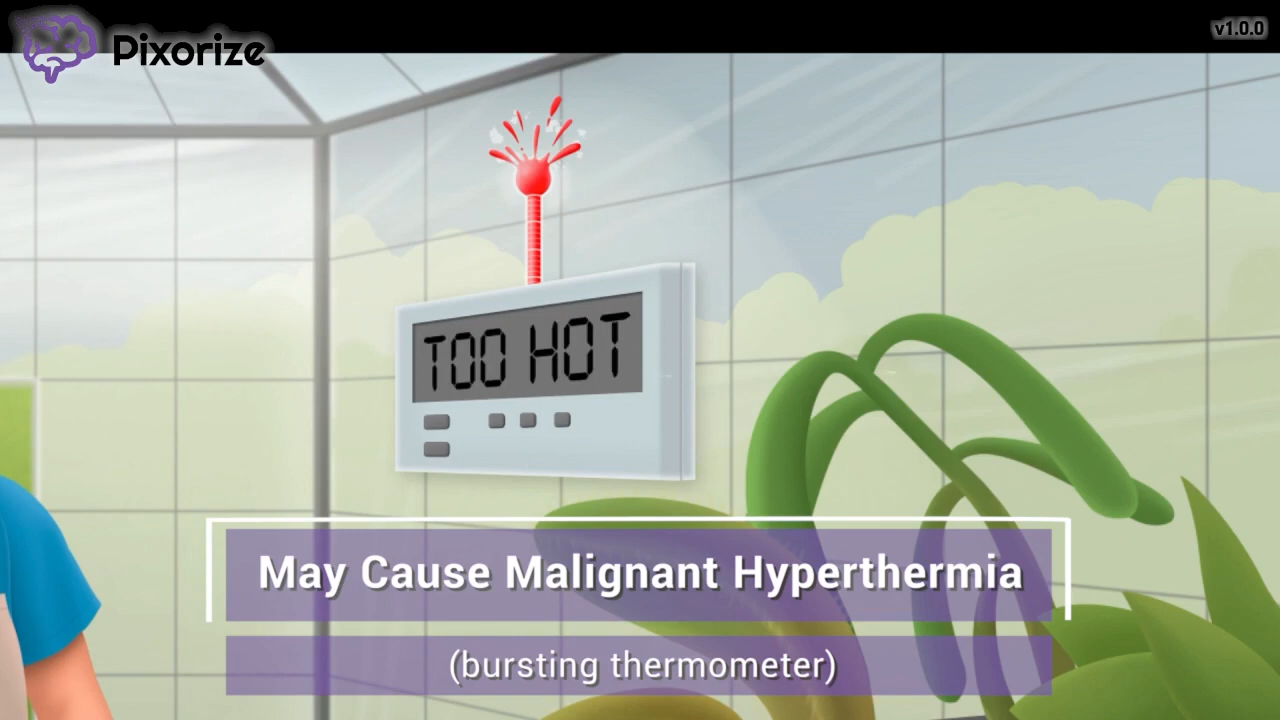 Pixorize
v1.0.0
TOO HOT
May Cause Malignant Hyperthermia
(bursting thermometer)